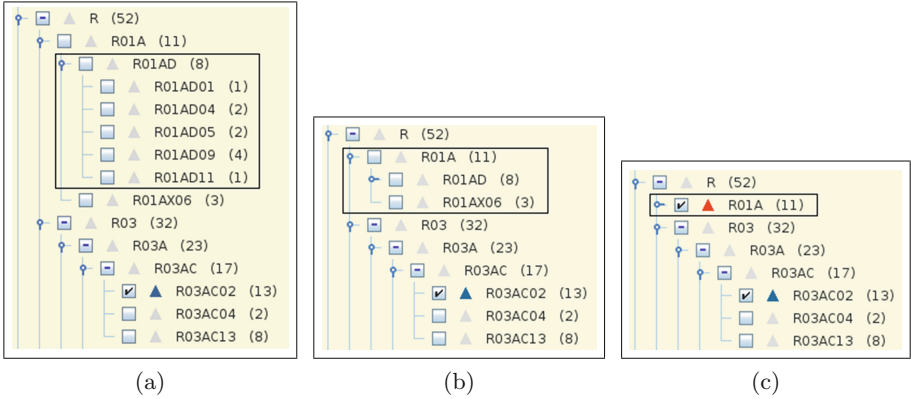 R (52)
R01A (11)
R01AD (8)
R01AD01 (1)
R01AD04 (2)
R01AD05 (2)
R01AD09 (4)
R01AD11 (1)
R01AX06 (3)
R03 (32)
R03A (23)
R03AC (17)
R03AC02 (13)
R03AC04 (2)
R03AC13 (8)
(a)
R (52)
R01A (11)
R01AD (8)
R01AX06 (3)
R03 (32)
R03A (23)
R03AC (17)
R03AC02 (13)
R03AC04 (2)
R03AC13 (8)
(b)
R (52)
R01A (11)
R03 (32)
R03A (23)
R03AC (17)
R03AC02 (13)
R03AC04 (2)
R03AC13 (8)
(c)